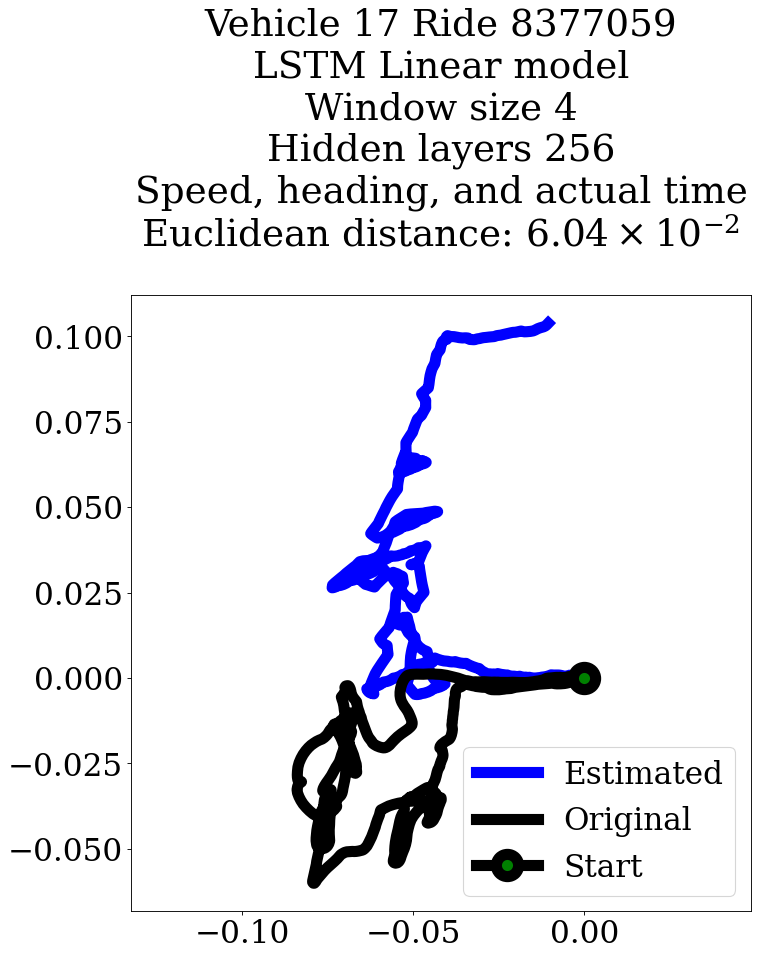 Vehicle 17 Ride 8377059
LSTM Linear model
Window size 4
Hidden layers 256
Speed, heading, and actual time
Euclidean distance: 6.04 × 10⁻²
0.100
0.075
0.050
0.025
0.000
−0.025
−0.050
Estimated
Original
Start
−0.10
−0.05
0.00